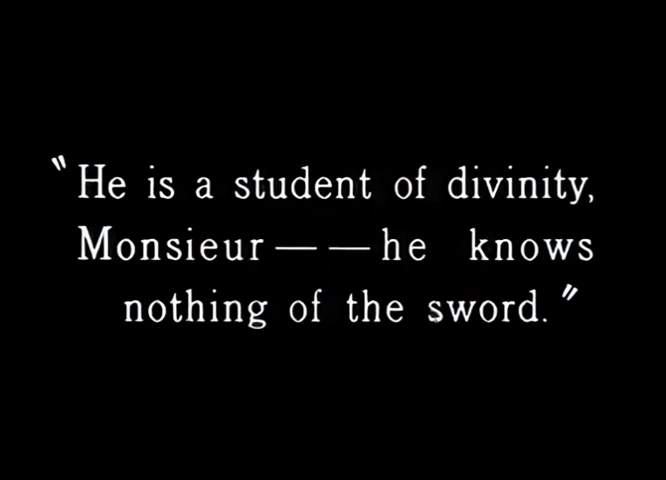 "He is a student of divinity,
Monsieur — — he knows
nothing of the sword."